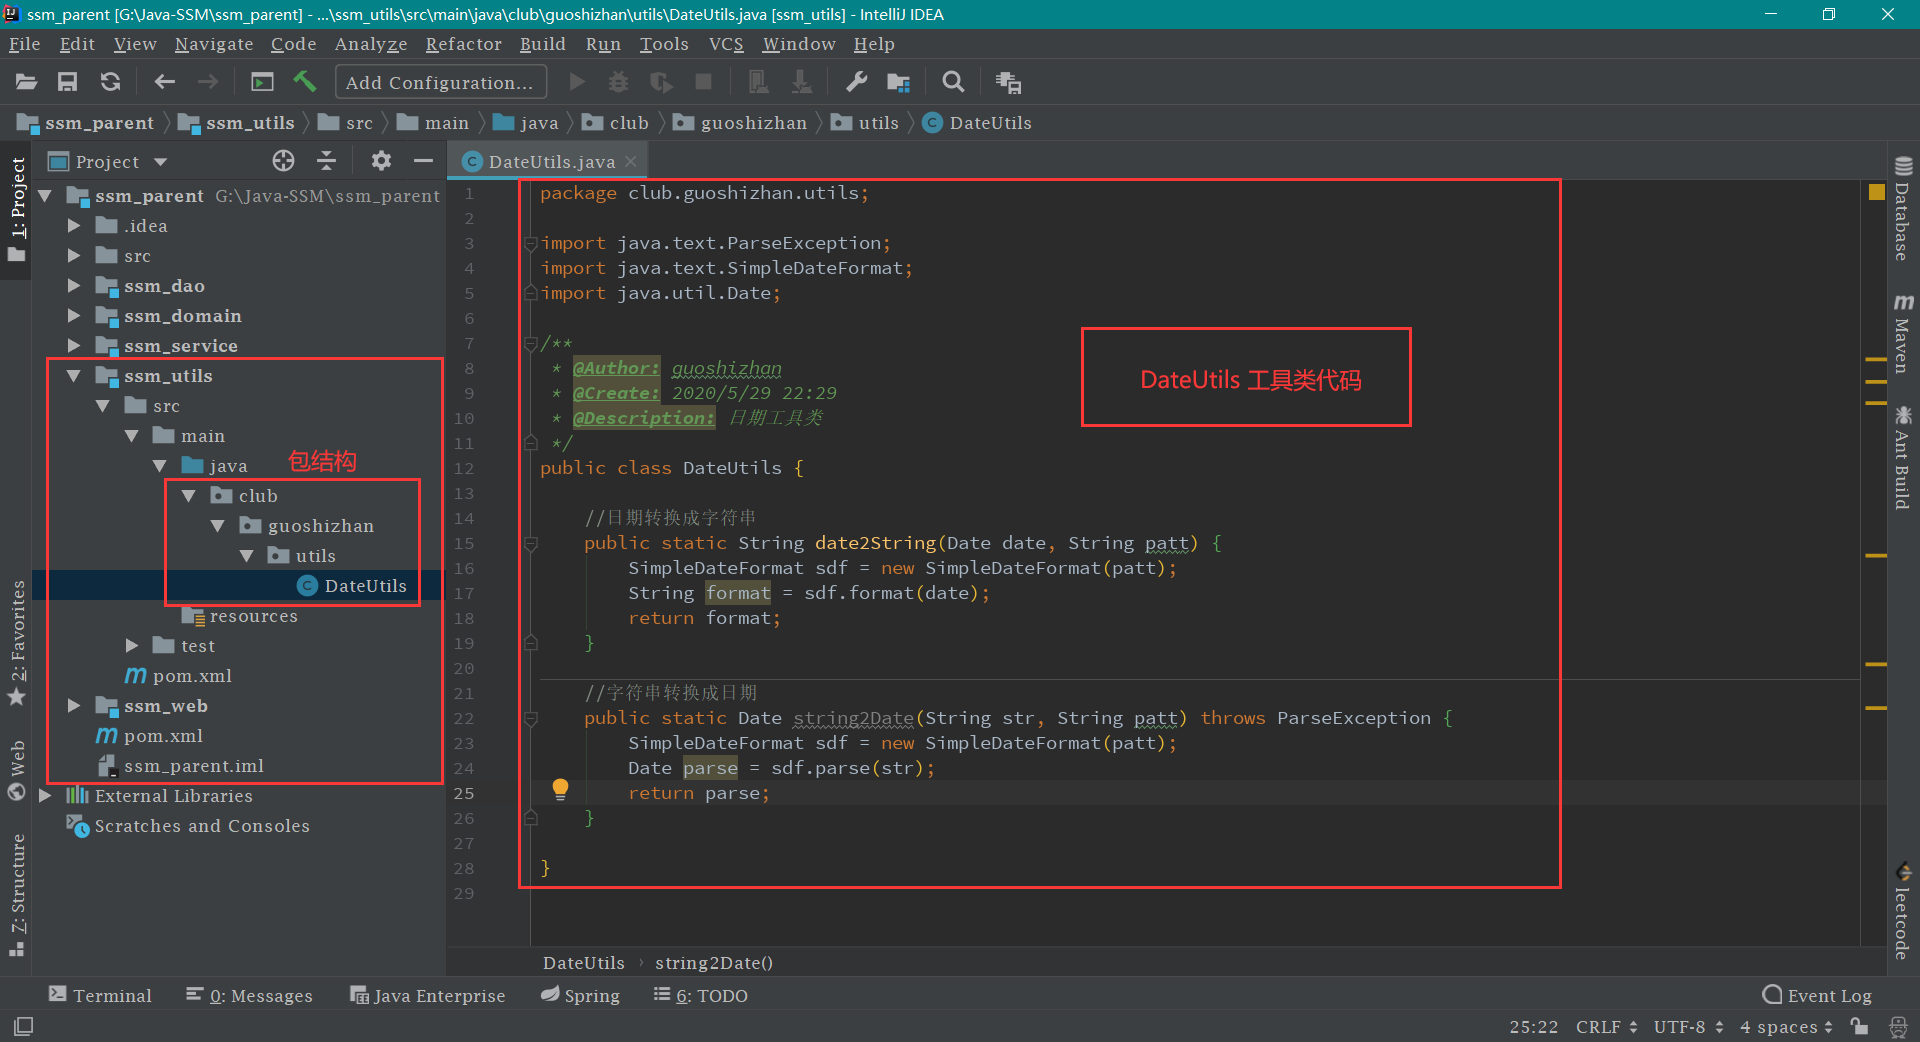 ssm_parent [G:\Java-SSM\ssm_parent] - ...\ssm_utils\src\main\java\club\guoshizhan\utils\DateUtils.java [ssm_utils] - IntelliJ IDEA
File Edit View Navigate Code Analyze Refactor Build Run Tools VCS Window Help
Add Configuration...
ssm_parent ssm_utils src main java club guoshizhan utils DateUtils
Project
DateUtils.java
1: Project
2: Favorites
Web
Z: Structure
ssm_parent G:\Java-SSM\ssm_parent
.idea
src
ssm_dao
ssm_domain
ssm_service
ssm_utils
src
main
java
包结构
club
guoshizhan
utils
DateUtils
resources
test
pom.xml
ssm_web
pom.xml
ssm_parent.iml
External Libraries
Scratches and Consoles
1 package club.guoshizhan.utils;
2
3 import java.text.ParseException;
4 import java.text.SimpleDateFormat;
5 import java.util.Date;
6
7 /**
8 * @Author: guoshizhan
9 * @Create: 2020/5/29 22:29
10 * @Description: 日期工具类
11 */
12 public class DateUtils {
13
14 //日期转换成字符串
15 public static String date2String(Date date, String patt) {
16 SimpleDateFormat sdf = new SimpleDateFormat(patt);
17 String format = sdf.format(date);
18 return format;
19 }
20
21 //字符串转换成日期
22 public static Date string2Date(String str, String patt) throws ParseException {
23 SimpleDateFormat sdf = new SimpleDateFormat(patt);
24 Date parse = sdf.parse(str);
25 return parse;
26 }
27
28 }
29
DateUtils 工具类代码
Database
Maven
Ant Build
leetcode
DateUtils › string2Date()
Terminal 0: Messages Java Enterprise Spring 6: TODO Event Log
25:22 CRLF UTF-8 4 spaces